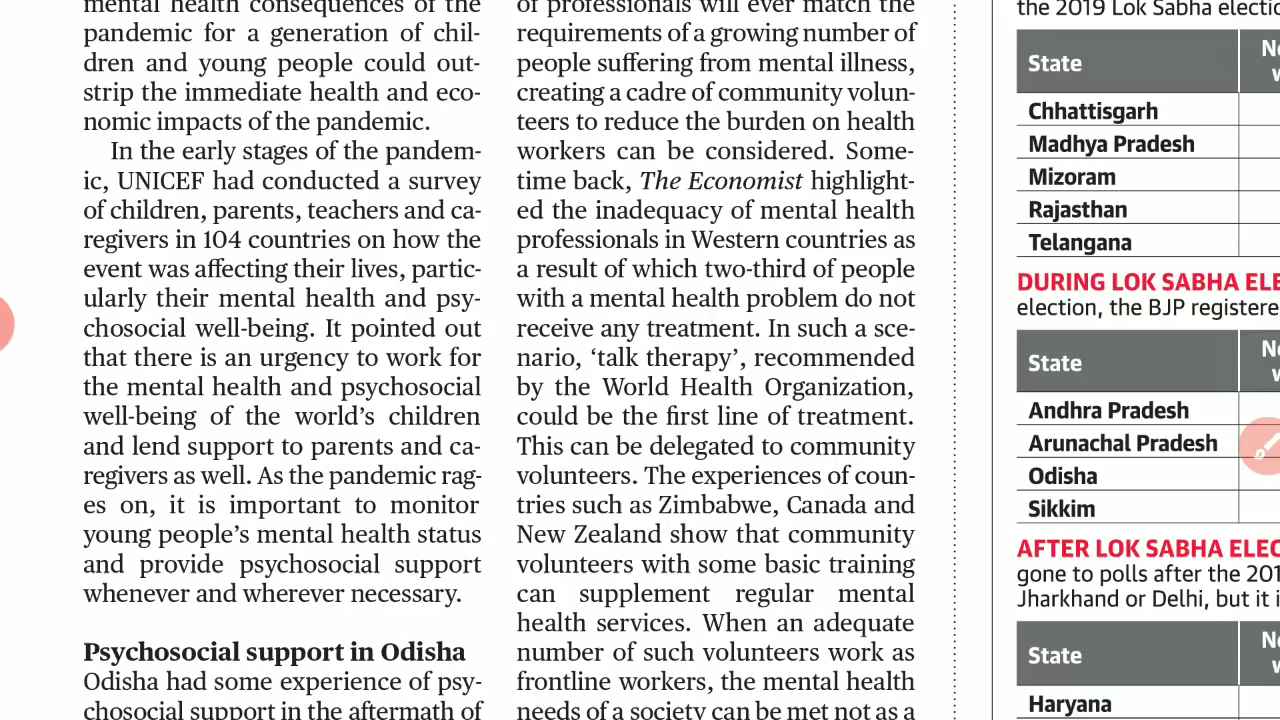 mental health consequences of the
pandemic for a generation of chil-
dren and young people could out-
strip the immediate health and eco-
nomic impacts of the pandemic.
In the early stages of the pandem-
ic, UNICEF had conducted a survey
of children, parents, teachers and ca-
regivers in 104 countries on how the
event was affecting their lives, partic-
ularly their mental health and psy-
chosocial well-being. It pointed out
that there is an urgency to work for
the mental health and psychosocial
well-being of the world’s children
and lend support to parents and ca-
regivers as well. As the pandemic rag-
es on, it is important to monitor
young people’s mental health status
and provide psychosocial support
whenever and wherever necessary.
Psychosocial support in Odisha
Odisha had some experience of psy-
chosocial support in the aftermath of
of professionals will ever match the
requirements of a growing number of
people suffering from mental illness,
creating a cadre of community volun-
teers to reduce the burden on health
workers can be considered. Some-
time back, The Economist highlight-
ed the inadequacy of mental health
professionals in Western countries as
a result of which two-third of people
with a mental health problem do not
receive any treatment. In such a sce-
nario, ‘talk therapy’, recommended
by the World Health Organization,
could be the first line of treatment.
This can be delegated to community
volunteers. The experiences of coun-
tries such as Zimbabwe, Canada and
New Zealand show that community
volunteers with some basic training
can supplement regular mental
health services. When an adequate
number of such volunteers work as
frontline workers, the mental health
needs of a society can be met not as a
the 2019 Lok Sabha electio
State
Chhattisgarh
Madhya Pradesh
Mizoram
Rajasthan
Telangana
DURING LOK SABHA ELE
election, the BJP registere
State
Andhra Pradesh
Arunachal Pradesh
Odisha
Sikkim
AFTER LOK SABHA ELEC
gone to polls after the 201
Jharkhand or Delhi, but it i
State
Haryana